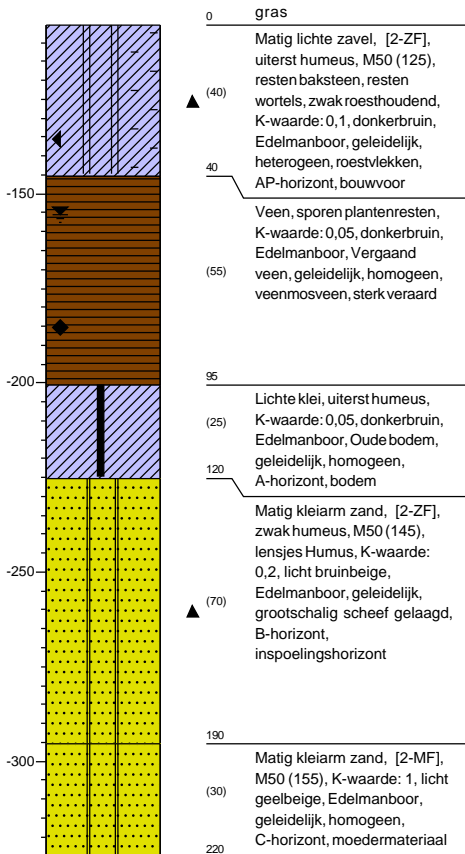 0 gras
Matig lichte zavel, [2-ZF],
uiterst humeus, M50 (125),
resten baksteen, resten
(40)
wortels, zwak roesthoudend,
K-waarde: 0,1, donkerbruin,
Edelmanboor, geleidelijk,
heterogeen, roestvlekken,
AP-horizont, bouwvoor
40
-150
Veen, sporen plantenresten,
K-waarde: 0,05, donkerbruin,
Edelmanboor, Vergaand
(55)
veen, geleidelijk, homogeen,
veenmosveen, sterk veraard
-200
95
Lichte klei, uiterst humeus,
(25)
K-waarde: 0,05, donkerbruin,
Edelmanboor, Oude bodem,
geleidelijk, homogeen,
A-horizont, bodem
120
Matig kleiarm zand, [2-ZF],
zwak humeus, M50 (145),
lensjes Humus, K-waarde:
-250
0,2, licht bruinbeige,
Edelmanboor, geleidelijk,
(70)
grootschalig scheef gelaagd,
B-horizont,
inspoelingshorizont
190
-300
Matig kleiarm zand, [2-MF],
M50 (155), K-waarde: 1, licht
(30)
geelbeige, Edelmanboor,
geleidelijk, homogeen,
C-horizont, moedermateriaal
220